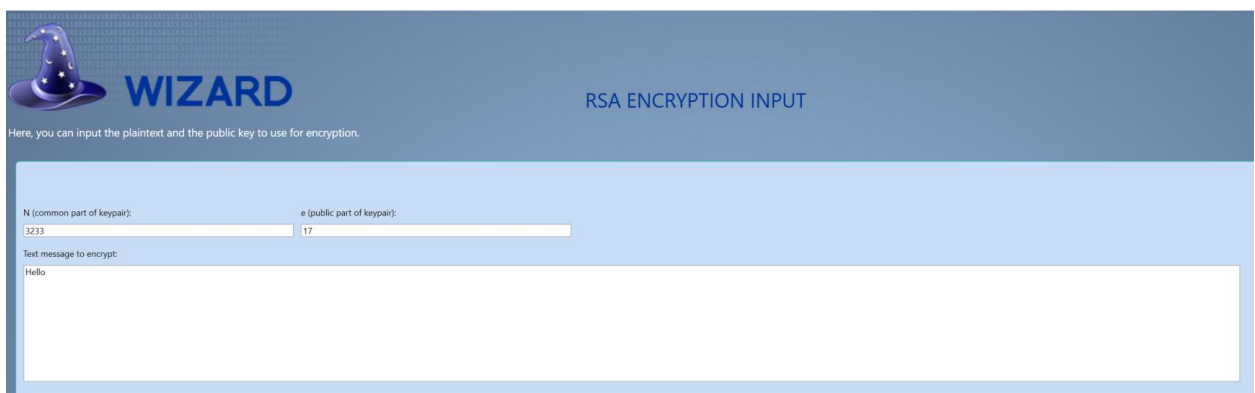 WIZARD
RSA ENCRYPTION INPUT
Here, you can input the plaintext and the public key to use for encryption.
N (common part of keypair): e (public part of keypair):
3233 17
Text message to encrypt:
Hello